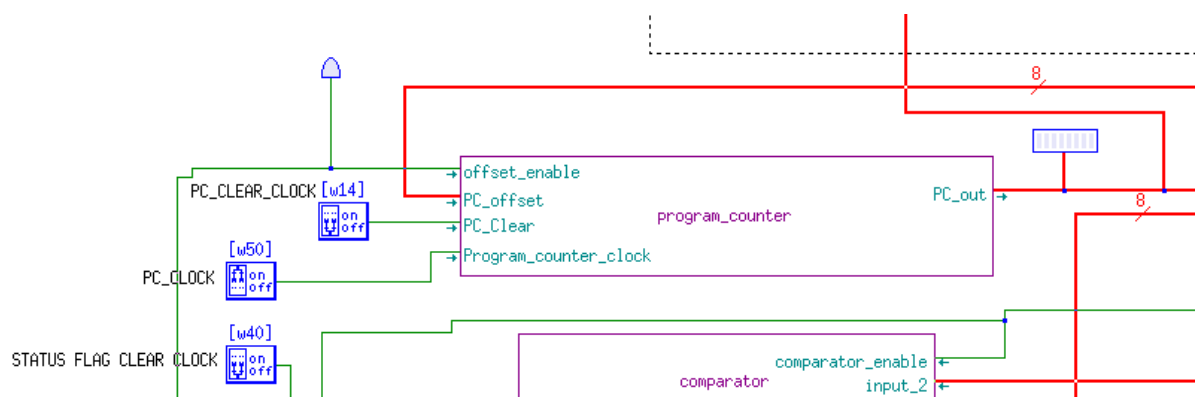 8
offset_enable
PC_CLEAR_CLOCK [w14]
on
off
PC_offset
PC_out
8
program_counter
PC_Clear
[w50]
Program_counter_clock
PC_CLOCK
on
off
[w40]
STATUS FLAG CLEAR CLOCK
on
off
comparator_enable
comparator
input_2